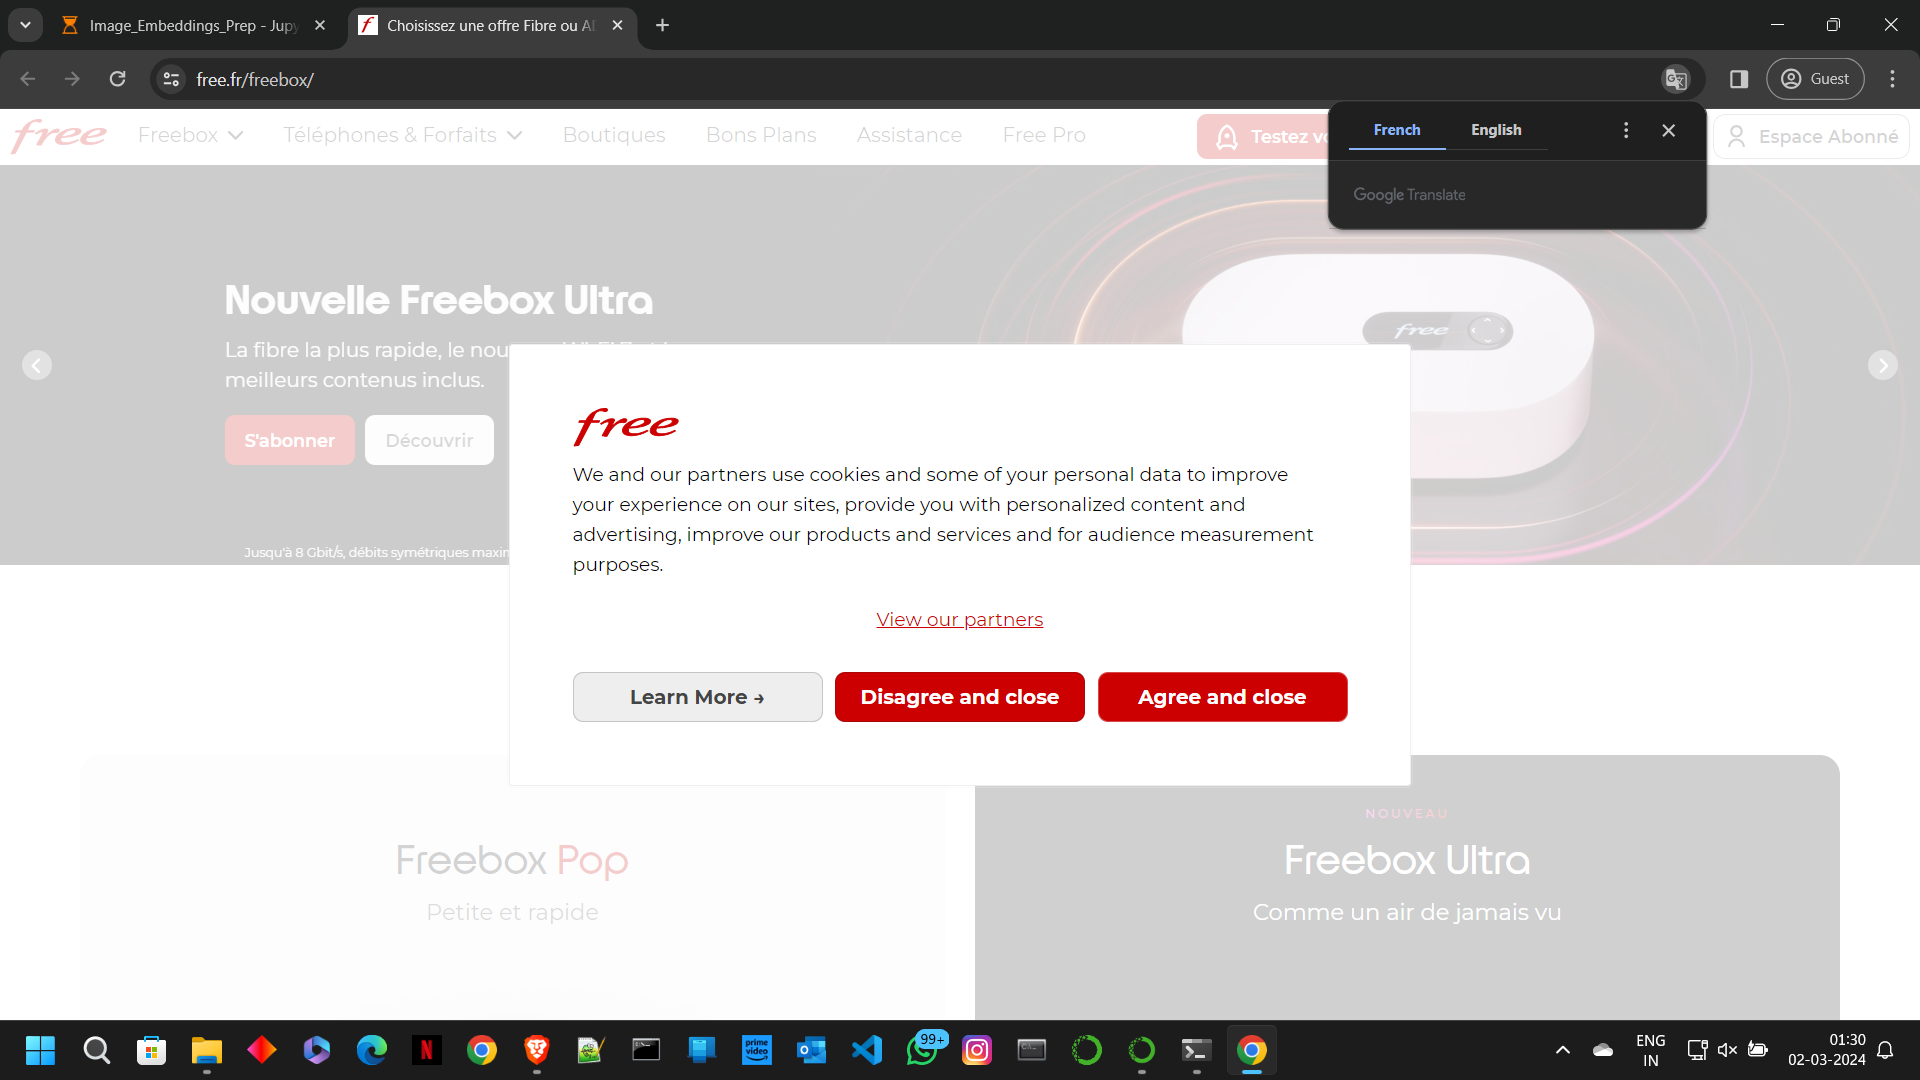 Image_Embeddings_Prep - Jupy
Choisissez une offre Fibre ou AD
free.fr/freebox/
Guest
free
Freebox
Téléphones & Forfaits
Boutiques
Bons Plans
Assistance
Free Pro
Testez vo
Espace Abonné
French
English
Google Translate
Nouvelle Freebox Ultra
La fibre la plus rapide, le nou
meilleurs contenus inclus.
S'abonner
Découvrir
Jusqu'à 8 Gbit/s, débits symétriques maxim
free
free
We and our partners use cookies and some of your personal data to improve
your experience on our sites, provide you with personalized content and
advertising, improve our products and services and for audience measurement
purposes.
View our partners
Learn More →
Disagree and close
Agree and close
Freebox Pop
Petite et rapide
NOUVEAU
Freebox Ultra
Comme un air de jamais vu
prime
video
99+
ENG
IN
01:30
02-03-2024